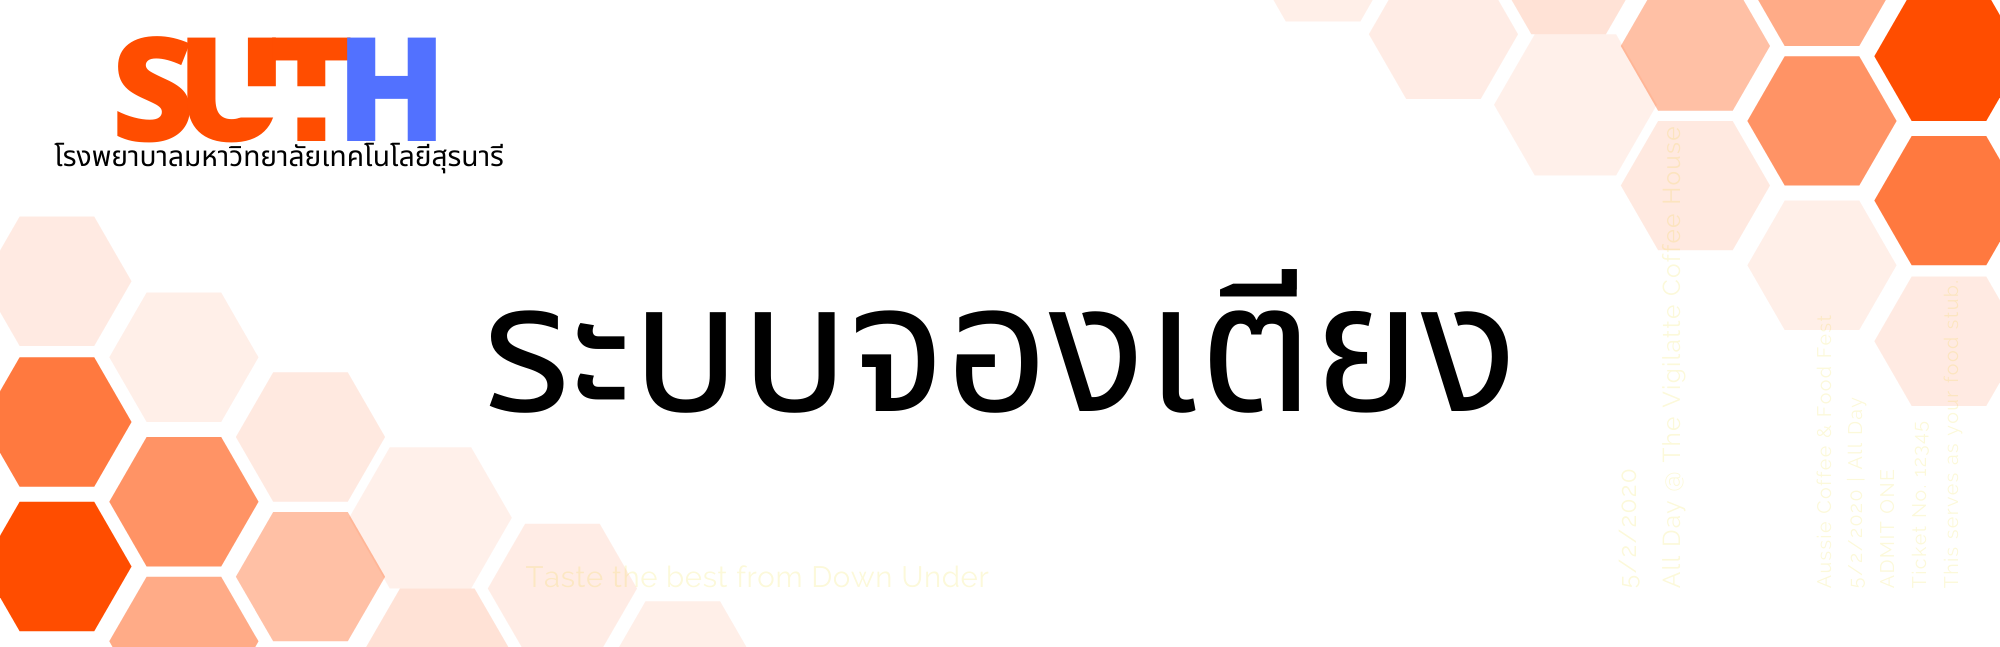 SUTH
โรงพยาบาลมหาวิทยาลัยเทคโนโลยีสุรนารี
ระบบจองเตียง
Taste the best from Down Under
5/2/2020
All Day @ The Vigilatte Coffee House
Aussie Coffee & Food Fest
5/2/2020 | All Day
ADMIT ONE
Ticket No. 12345
This serves as your food stub.